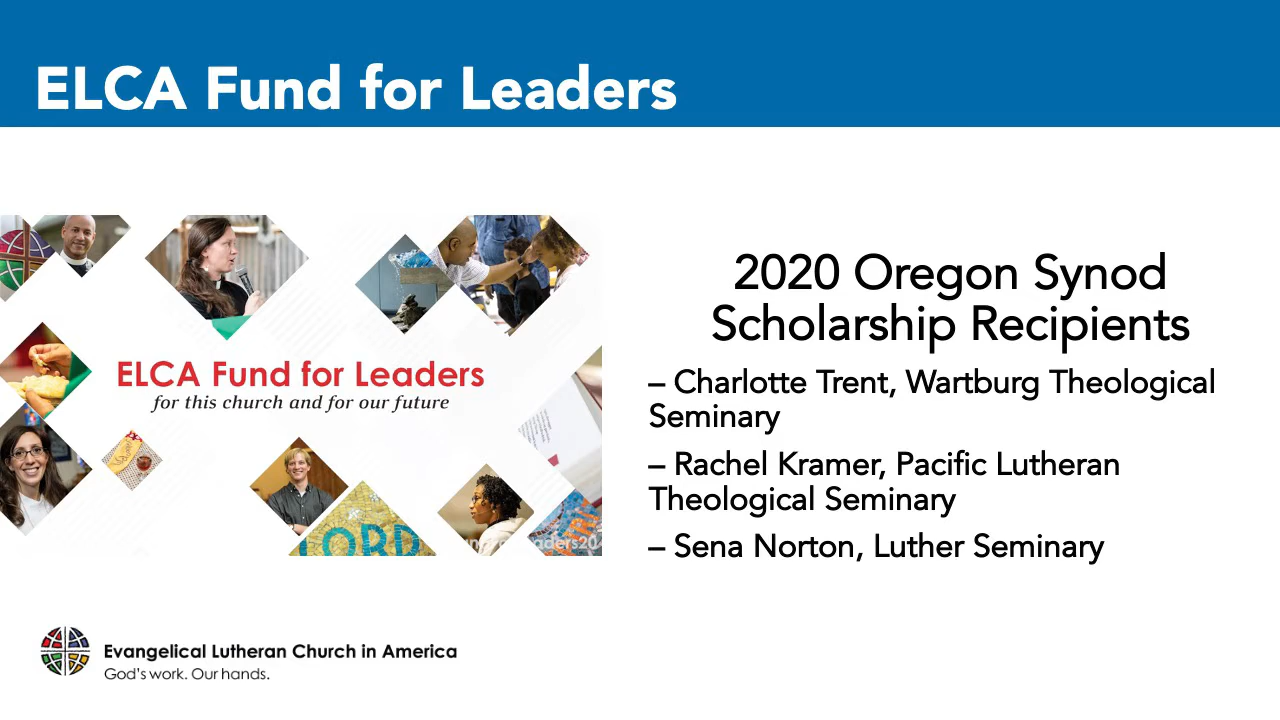 ELCA Fund for Leaders
ELCA Fund for Leaders
for this church and for our future
LORD
2020 Oregon Synod
Scholarship Recipients
– Charlotte Trent, Wartburg Theological
Seminary
– Rachel Kramer, Pacific Lutheran
Theological Seminary
– Sena Norton, Luther Seminary
Evangelical Lutheran Church in America
God's work. Our hands.